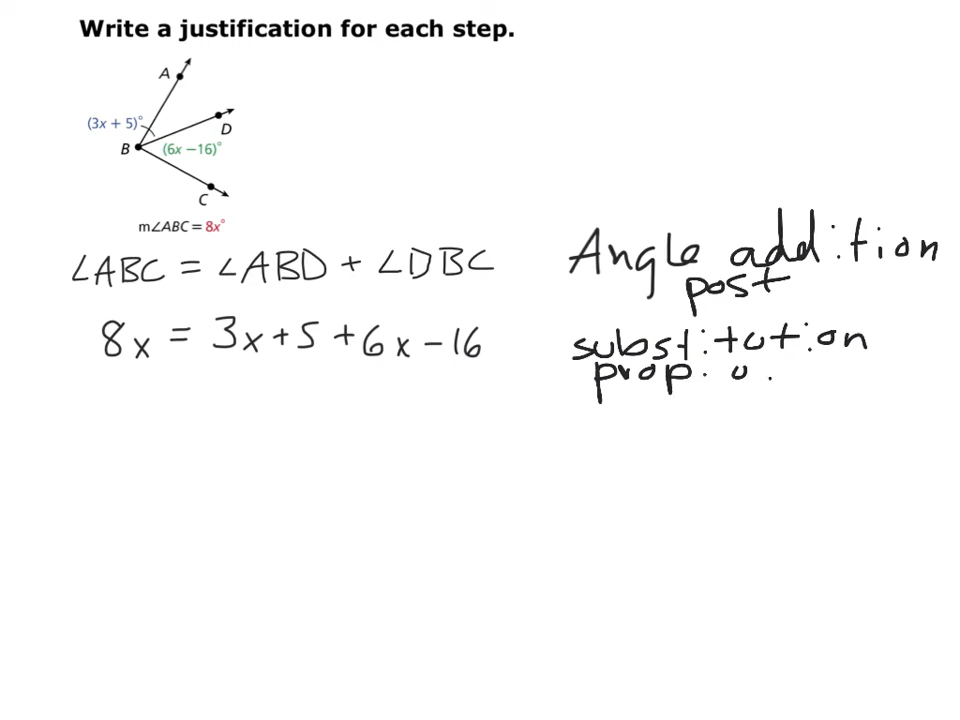 Write a justification for each step.
A
(3x + 5)°
D
B
(6x −16)°
C
m∠ABC = 8x°
∠ABC = ∠ABD + ∠DBC
Angle addition
post
8x = 3x+5 +6x −16
substitution
prop. o.